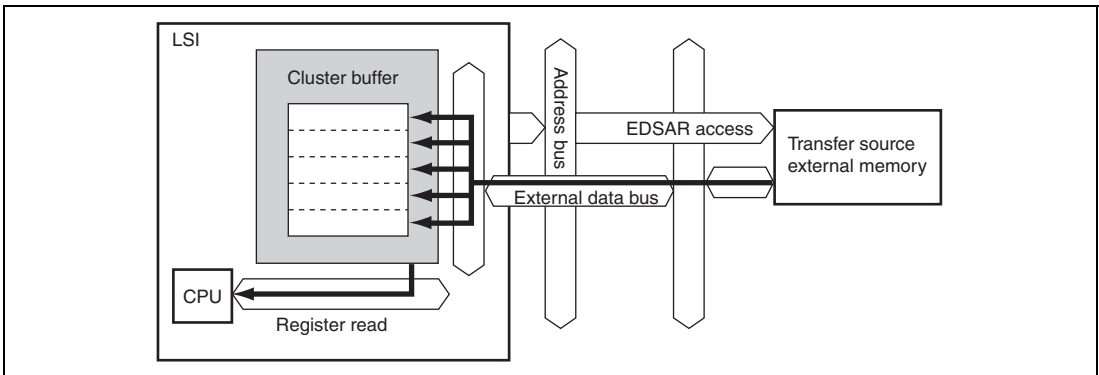 LSI
Cluster buffer
Address bus
EDSAR access
Transfer source
external memory
External data bus
CPU
Register read